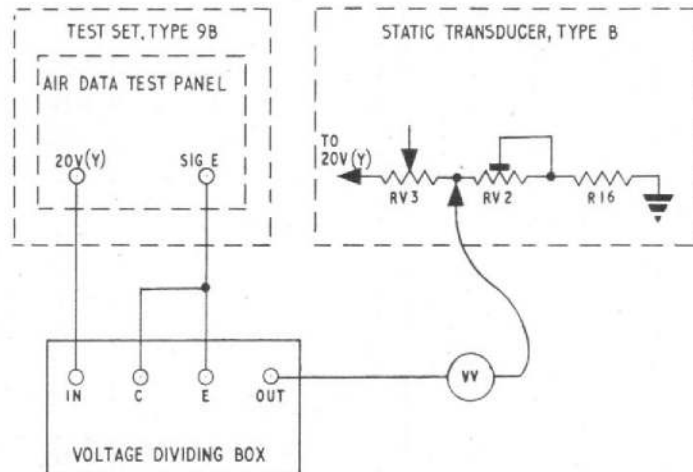 TEST SET, TYPE 9B
AIR DATA TEST PANEL
20V(Y)
SIG E
STATIC TRANSDUCER, TYPE B
TO
20V(Y)
RV3
RV2
R16
VV
IN
C
E
OUT
VOLTAGE DIVIDING BOX